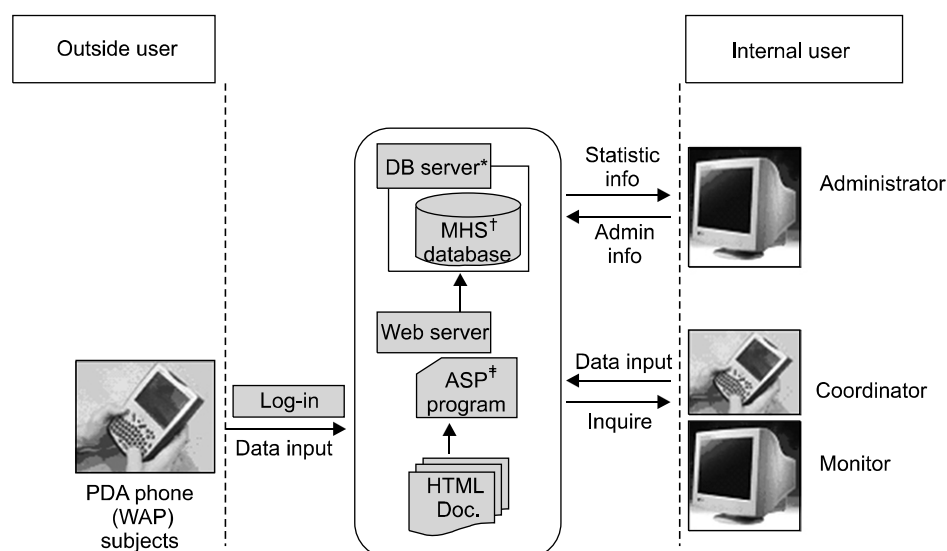 Outside user
Internal user
DB server*
MHS†
database
Web server
ASP‡
program
HTML
Doc.
Log-in
Data input
PDA phone
(WAP)
subjects
Statistic
info
Admin
info
Administrator
Data input
Inquire
Coordinator
Monitor